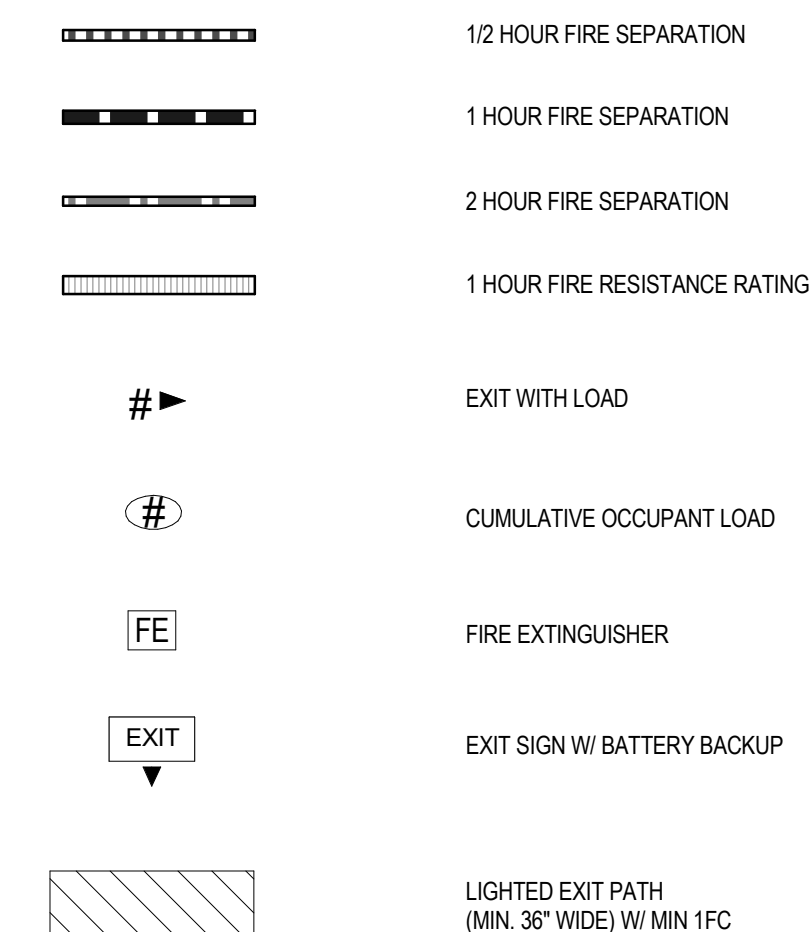 1/2 HOUR FIRE SEPARATION
1 HOUR FIRE SEPARATION
2 HOUR FIRE SEPARATION
1 HOUR FIRE RESISTANCE RATING
# EXIT WITH LOAD
# CUMULATIVE OCCUPANT LOAD
FE FIRE EXTINGUISHER
EXIT EXIT SIGN W/ BATTERY BACKUP
LIGHTED EXIT PATH
(MIN. 36" WIDE) W/ MIN 1FC